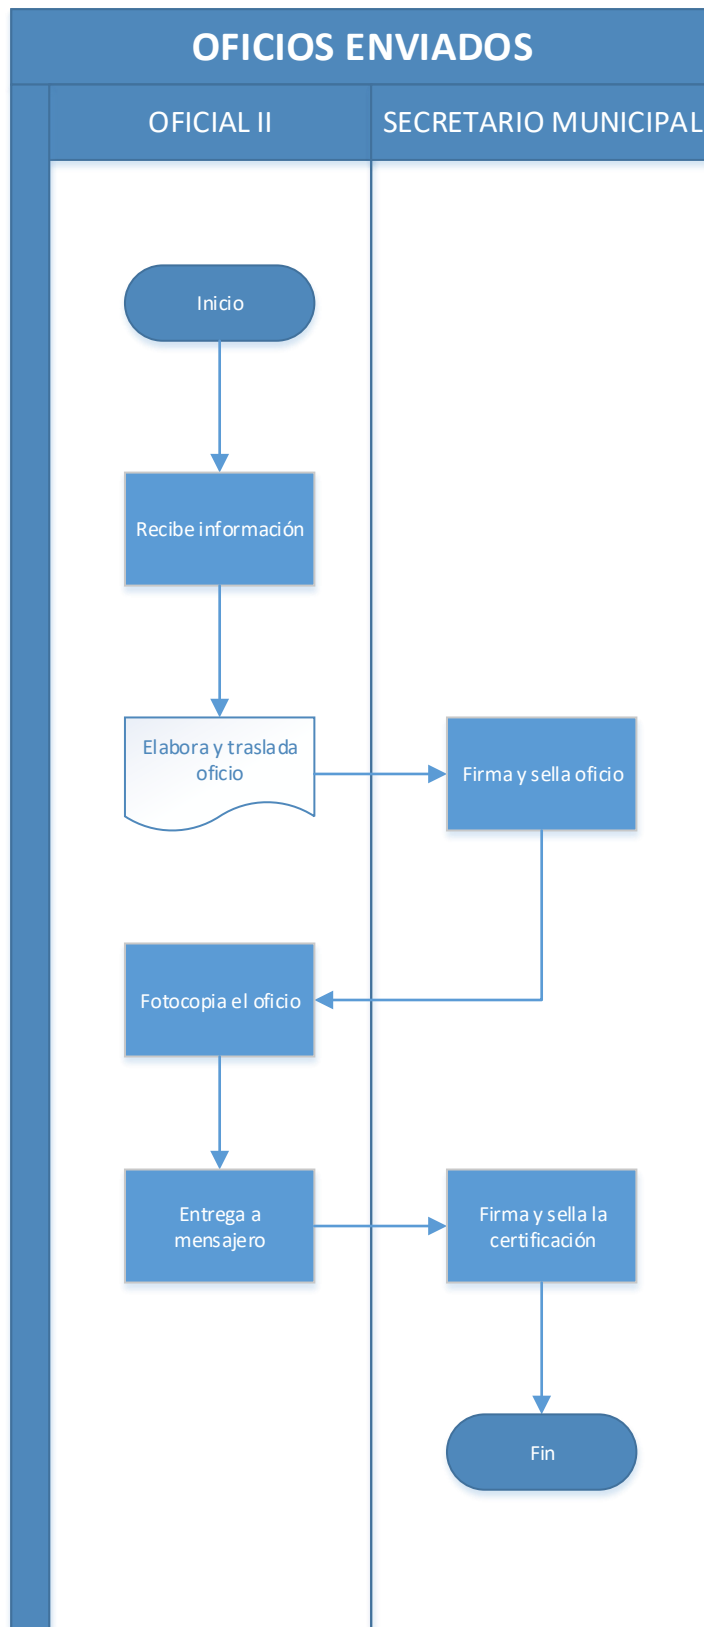 OFICIOS ENVIADOS
OFICIAL II
SECRETARIO MUNICIPAL
Inicio
Recibe información
Elabora y traslada
oficio
Firma y sella oficio
Fotocopia el oficio
Entrega a
mensajero
Firma y sella la
certificación
Fin